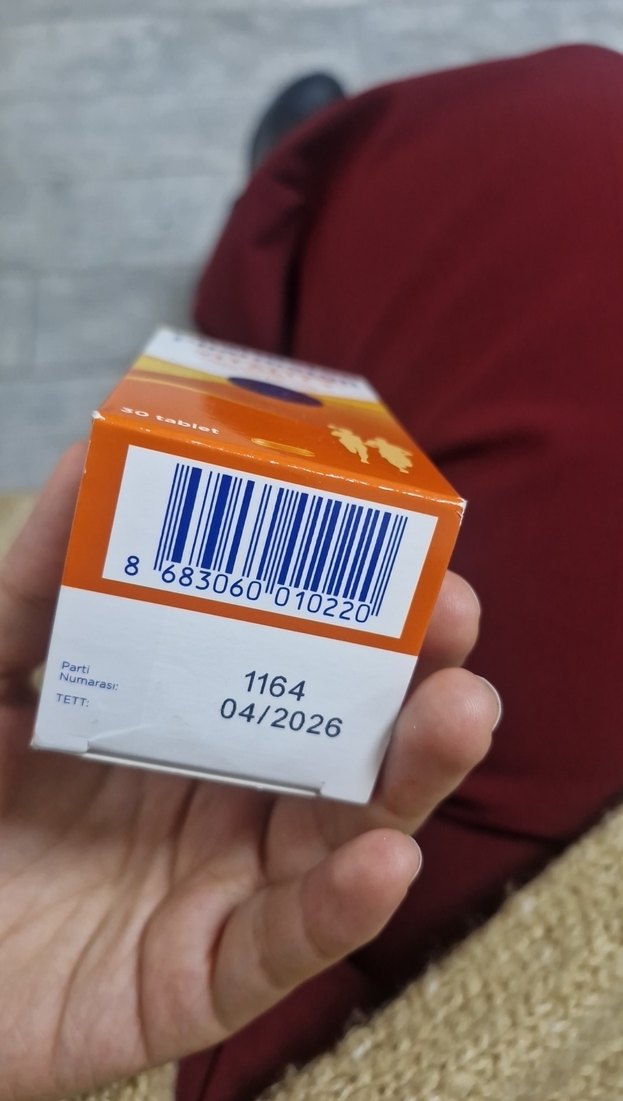 30 tablet
8 683060 010220
Parti
Numarası:
1164
TETT:
04/2026